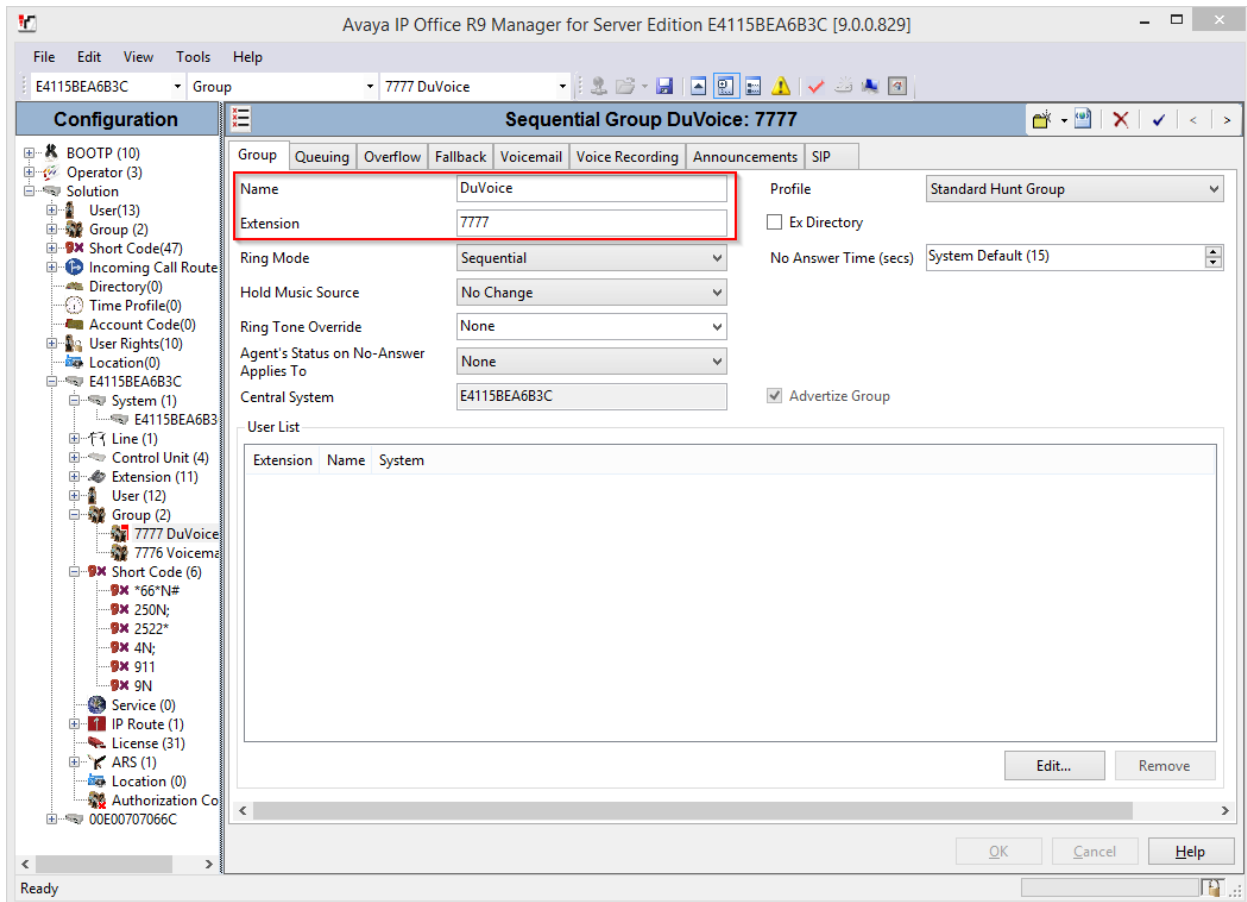 Avaya IP Office R9 Manager for Server Edition E4115BEA6B3C [9.0.0.829]
File Edit View Tools Help
E4115BEA6B3C Group 7777 DuVoice
Configuration
BOOTP (10)
Operator (3)
Solution
User(13)
Group (2)
Short Code(47)
Incoming Call Route
Directory(0)
Time Profile(0)
Account Code(0)
User Rights(10)
Location(0)
E4115BEA6B3C
System (1)
E4115BEA6B3
Line (1)
Control Unit (4)
Extension (11)
User (12)
Group (2)
7777 DuVoice
7776 Voicema
Short Code (6)
*66*N#
250N;
2522*
4N;
911
9N
Service (0)
IP Route (1)
License (31)
ARS (1)
Location (0)
Authorization Co
00E00707066C
Sequential Group DuVoice: 7777
Group Queuing Overflow Fallback Voicemail Voice Recording Announcements SIP
Name DuVoice Profile Standard Hunt Group
Extension 7777 Ex Directory
Ring Mode Sequential No Answer Time (secs) System Default (15)
Hold Music Source No Change
Ring Tone Override None
Agent's Status on No-Answer
Applies To None
Central System E4115BEA6B3C Advertize Group
User List
Extension Name System
Edit... Remove
OK Cancel Help
Ready